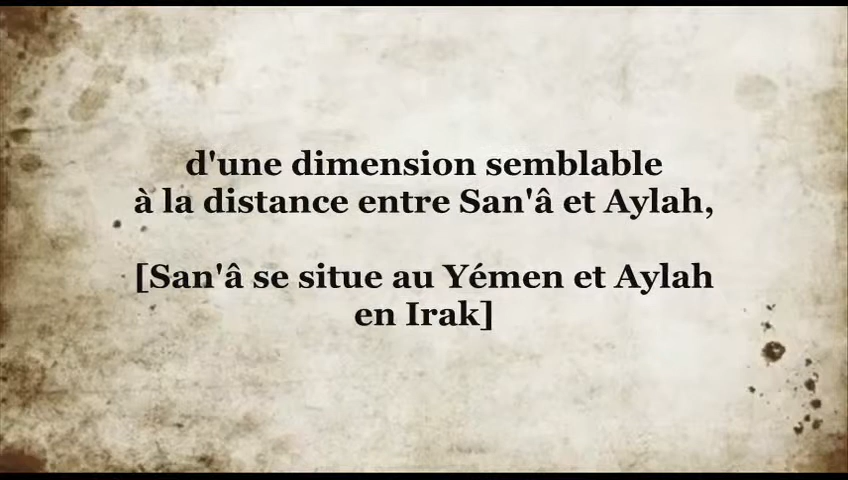 d'une dimension semblable
à la distance entre San'â et Aylah,
[San'â se situe au Yémen et Aylah
en Irak]